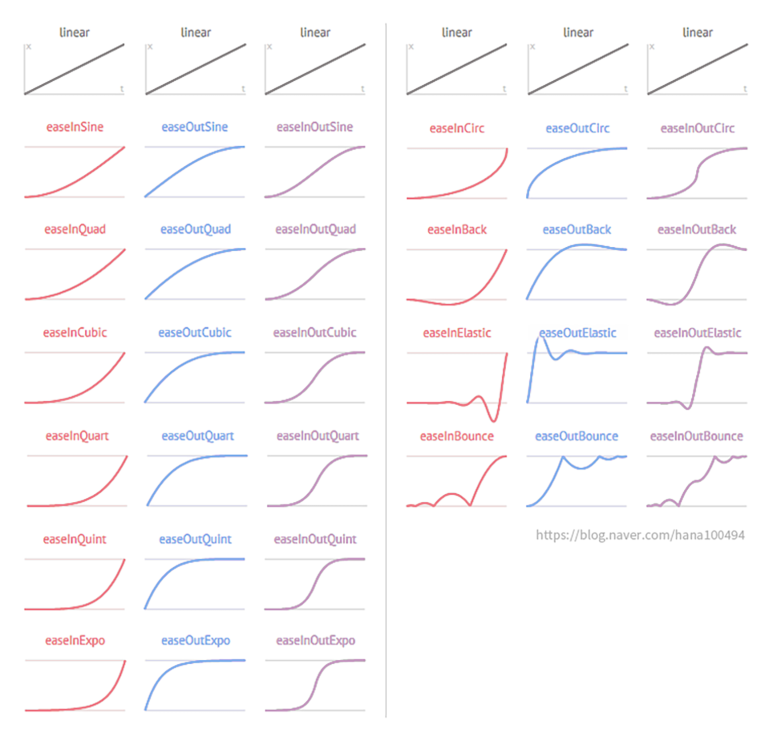 linear linear linear
x t x t x t
easeInSine easeOutSine easeInOutSine
easeInQuad easeOutQuad easeInOutQuad
easeInCubic easeOutCubic easeInOutCubic
easeInQuart easeOutQuart easeInOutQuart
easeInQuint easeOutQuint easeInOutQuint
easeInExpo easeOutExpo easeInOutExpo
linear linear linear
x t x t x t
easeInCirc easeOutCirc easeInOutCirc
easeInBack easeOutBack easeInOutBack
easeInElastic easeOutElastic easeInOutElastic
easeInBounce easeOutBounce easeInOutBounce
https://blog.naver.com/hana100494